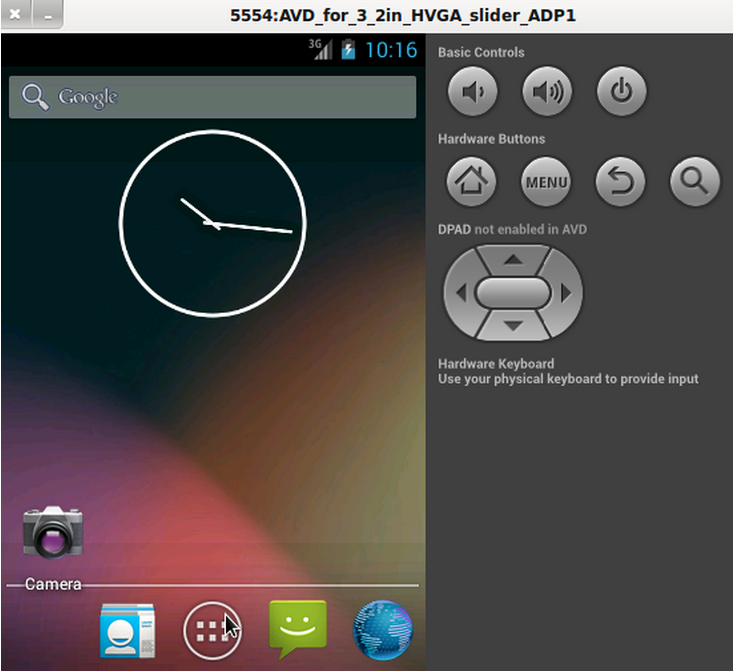 5554:AVD_for_3_2in_HVGA_slider_ADP1
3G 10:16
Google
Camera
Basic Controls
Hardware Buttons
MENU
DPAD not enabled in AVD
Hardware Keyboard
Use your physical keyboard to provide input